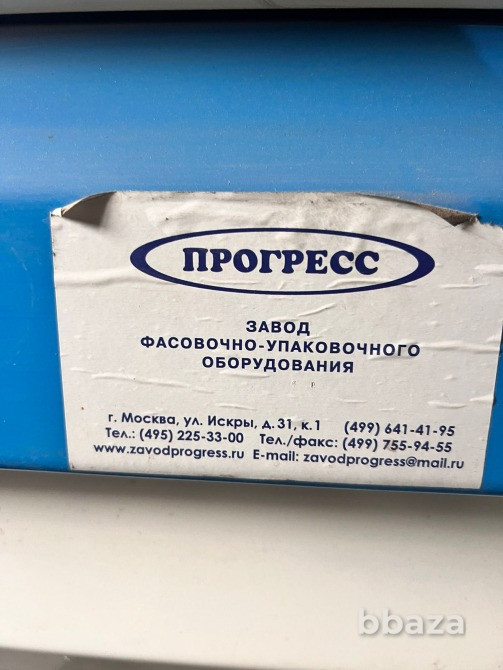 ПРОГРЕСС
ЗАВОД
ФАСОВОЧНО-УПАКОВОЧНОГО
ОБОРУДОВАНИЯ
г. Москва, ул. Искры, д.31, к.1 (499) 641-41-95
Тел.: (495) 225-33-00 Тел./факс: (499) 755-94-55
www.zavodprogress.ru E-mail: zavodprogress@mail.ru
bbaza